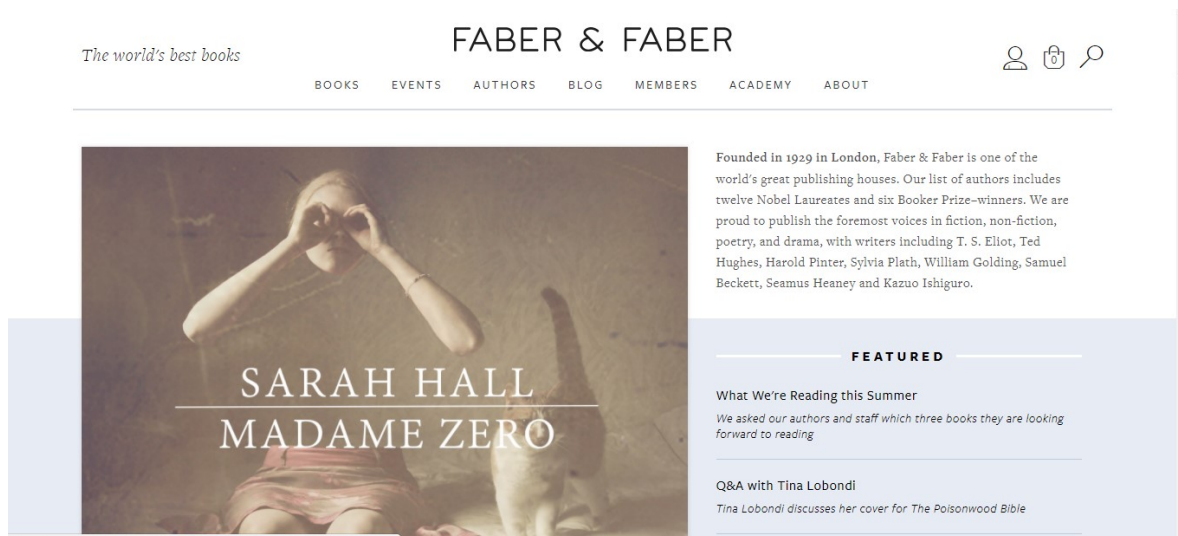 The world's best books
FABER & FABER
0
BOOKS EVENTS AUTHORS BLOG MEMBERS ACADEMY ABOUT
SARAH HALL
MADAME ZERO
Founded in 1929 in London, Faber & Faber is one of the
world's great publishing houses. Our list of authors includes
twelve Nobel Laureates and six Booker Prize–winners. We are
proud to publish the foremost voices in fiction, non-fiction,
poetry, and drama, with writers including T. S. Eliot, Ted
Hughes, Harold Pinter, Sylvia Plath, William Golding, Samuel
Beckett, Seamus Heaney and Kazuo Ishiguro.
FEATURED
What We're Reading this Summer
We asked our authors and staff which three books they are looking
forward to reading
Q&A with Tina Lobondi
Tina Lobondi discusses her cover for The Poisonwood Bible